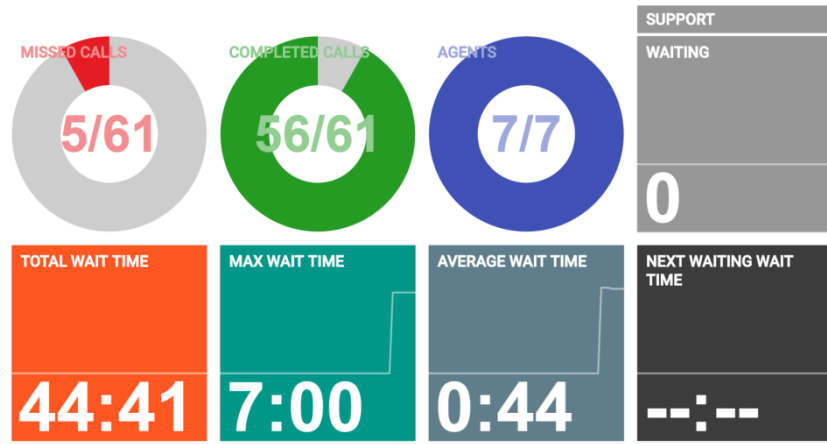 MISSED CALLS
5/61
COMPLETED CALLS
56/61
AGENTS
7/7
SUPPORT
WAITING
0
TOTAL WAIT TIME
44:41
MAX WAIT TIME
7:00
AVERAGE WAIT TIME
0:44
NEXT WAITING WAIT
TIME
--:--